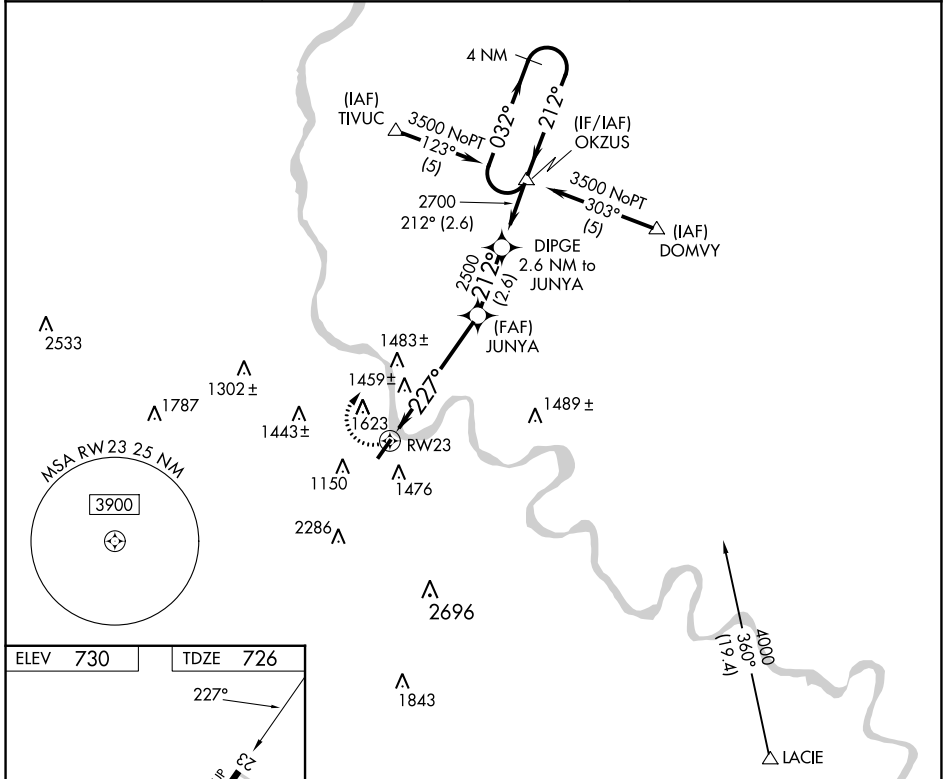 4 NM
(IAF)
TIVUC
3500 NoPT
123°
(5)
032°
212°
(IF/IAF)
OKZUS
3500 NoPT
303°
(5)
(IAF)
DOMVY
2700
212° (2.6)
DIPGE
2.6 NM to
JUNYA
2500
212°
(2.6)
(FAF)
JUNYA
2533
1483±
1302±
1459±
227°
1787
1443±
1623
1489±
RW23
MSA RW23 25 NM
3900
1150
1476
2286
2696
4000
360°
(19.4)
ELEV 730
TDZE 726
227°
1843
23
LACIE